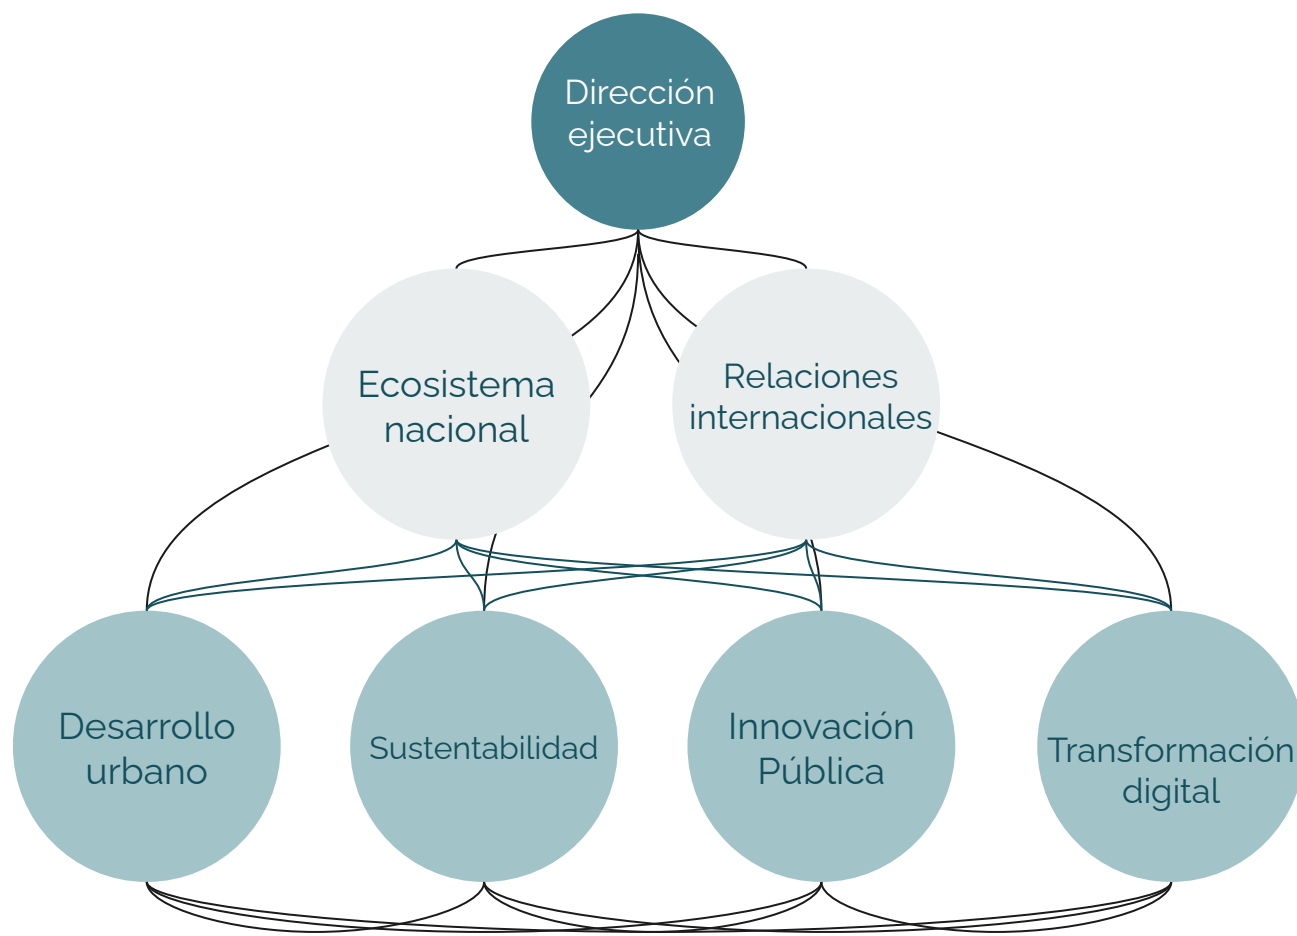 Dirección
ejecutiva
Ecosistema
nacional
Relaciones
internacionales
Desarrollo
urbano
Sustentabilidad
Innovación
Pública
Transformación
digital